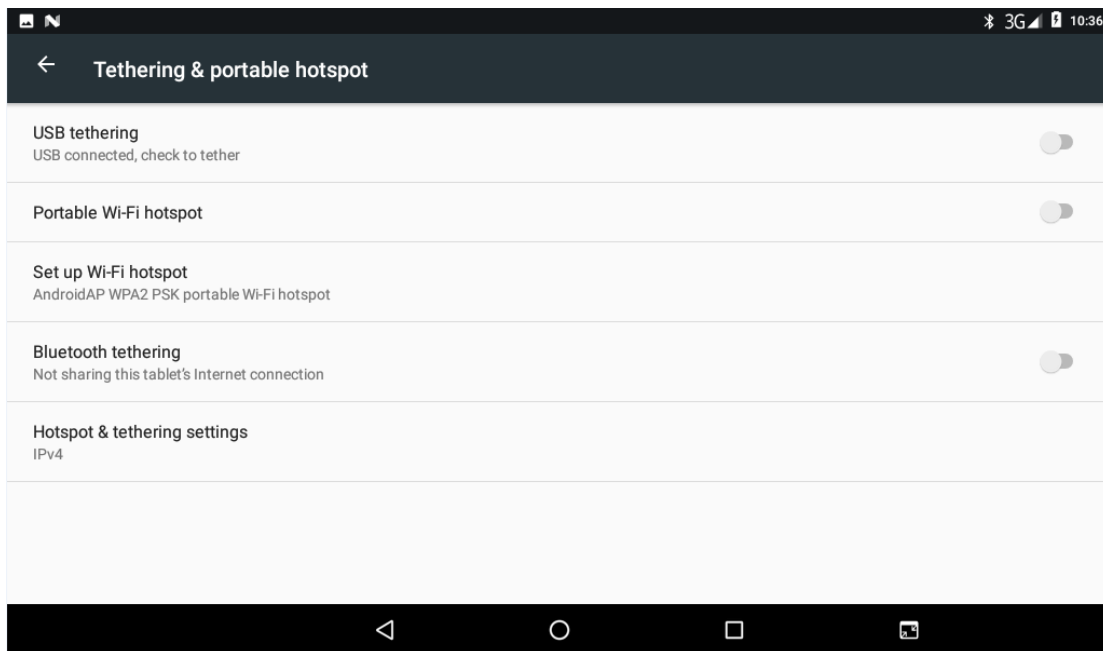 3G 10:36
Tethering & portable hotspot
USB tethering
USB connected, check to tether
Portable Wi-Fi hotspot
Set up Wi-Fi hotspot
AndroidAP WPA2 PSK portable Wi-Fi hotspot
Bluetooth tethering
Not sharing this tablet's Internet connection
Hotspot & tethering settings
IPv4